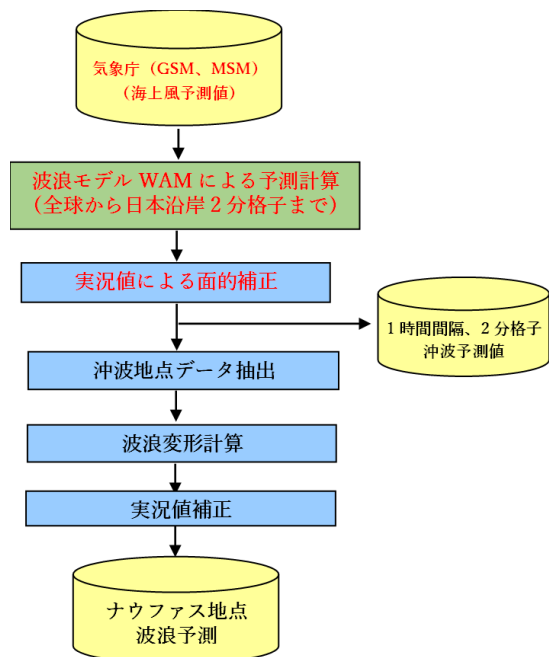 気象庁（GSM、MSM）
（海上風予測値）
波浪モデル WAM による予測計算
（全球から日本沿岸２分格子まで）
実況値による面的補正
１時間間隔、２分格子
沖波予測値
沖波地点データ抽出
波浪変形計算
実況値補正
ナウファス地点
波浪予測